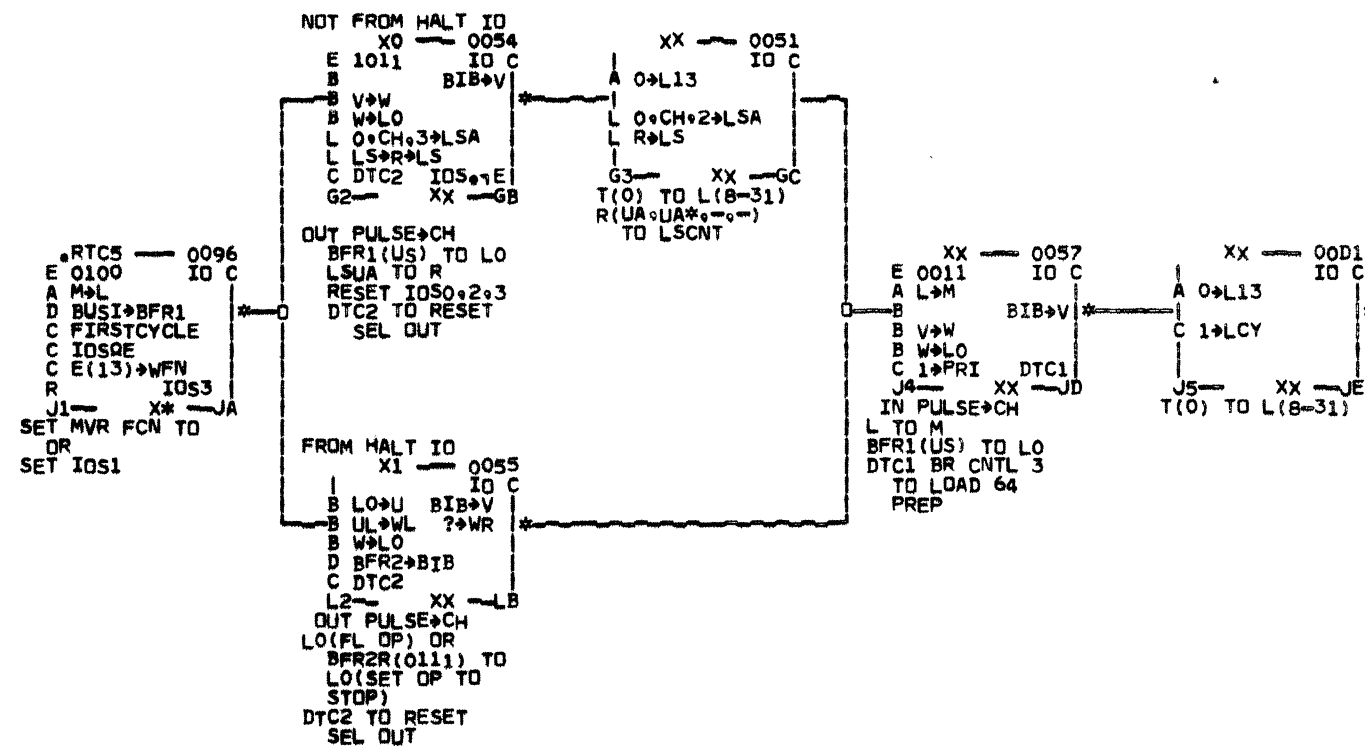 NOT FROM HALT IO
X0 — 0054
E 1011 IO C
B BIB→V
B V→W
B W→LO
L 0,CH,3→LSA
L LS→R→LS
C DTC2 IOS.¬E
G2— XX —GB
OUT PULSE→CH
BFR1(US) TO LO
LSUA TO R
RESET IOS0,2,3
DTC2 TO RESET
SEL OUT
XX — 0051
IO C
A 0→L13
L 0,CH,2→LSA
L R→LS
G3— XX —GC
T(0) TO L(8-31)
R(UA,UA*,-,-)
TO LSCNT
.RTC5 — 0096
E 0100 IO C
A M→L
D BUSI→BFR1 *
C FIRSTCYCLE
C IOSΩE
C E(13)→WFN
R IOS3
J1— X* —JA
SET MVR FCN TO
OR
SET IOS1
FROM HALT IO
X1 — 0055
IO C
B LO→U BIB→V
B UL→WL ?→WR *
B W→LO
D BFR2→BIB
C DTC2
L2— XX —LB
OUT PULSE→CH
LO(FL OP) OR
BFR2R(0111) TO
LO(SET OP TO
STOP)
DTC2 TO RESET
SEL OUT
XX — 0057
E 0011 IO C
A L→M
B BIB→V *
B V→W
B W→LO
C 1→PRI DTC1
J4— XX —JD
IN PULSE→CH
L TO M
BFR1(US) TO LO
DTC1 BR CNTL 3
TO LOAD 64
PREP
XX — 00D1
IO C
A 0→L13
C 1→LCY
J5— XX —JE
T(0) TO L(8-31)